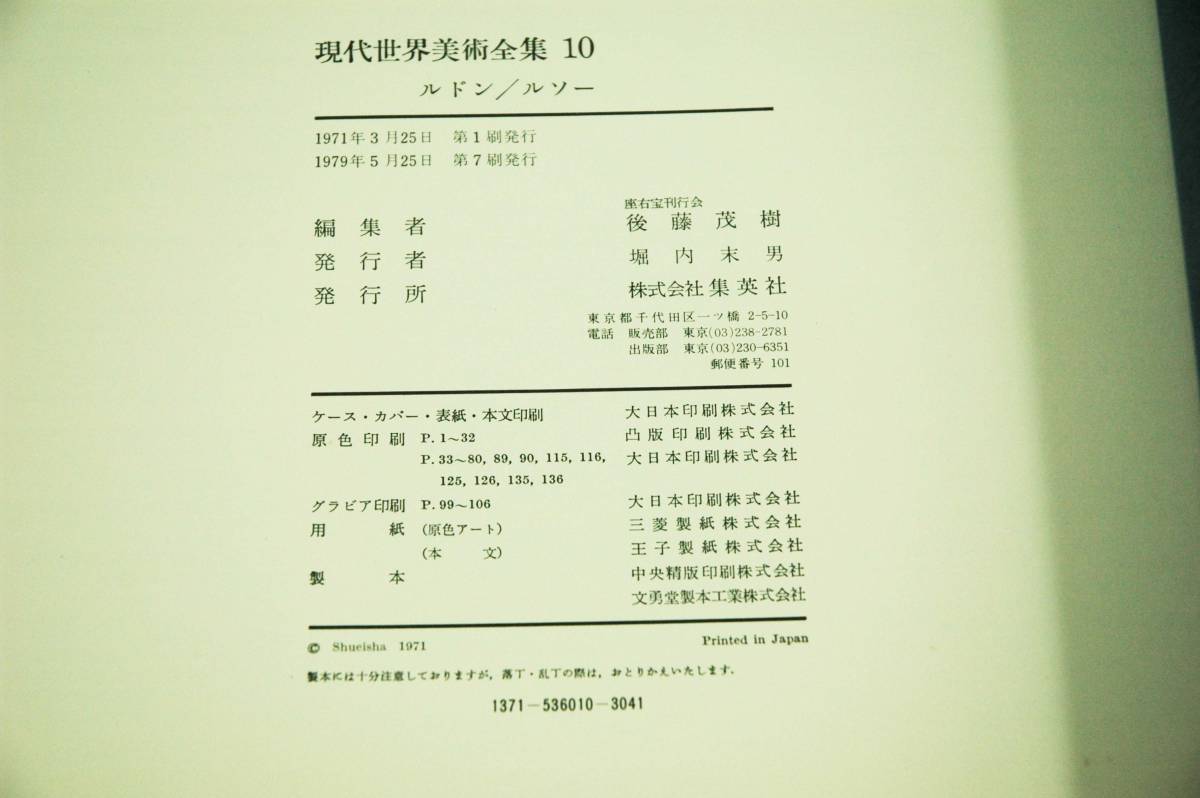 現代世界美術全集 10
ルドン／ルソー
1971年3月25日 第1刷発行
1979年5月25日 第7刷発行
座右宝刊行会
編集者 後藤茂樹
発行者 堀内末男
発行所 株式会社集英社
東京都千代田区一ツ橋 2-5-10
電話 販売部 東京(03)238-2781
出版部 東京(03)230-6351
郵便番号 101
ケース・カバー・表紙・本文印刷 大日本印刷株式会社
原色印刷 P. 1〜32 凸版印刷株式会社
P. 33〜80, 89, 90, 115, 116, 大日本印刷株式会社
125, 126, 135, 136
グラビア印刷 P. 99〜106 大日本印刷株式会社
用紙 (原色アート) 三菱製紙株式会社
(本文) 王子製紙株式会社
製本 中央精版印刷株式会社
文勇堂製本工業株式会社
© Shueisha 1971 Printed in Japan
製本には十分注意しておりますが，落丁・乱丁の際は，おとりかえいたします．
1371-536010-3041